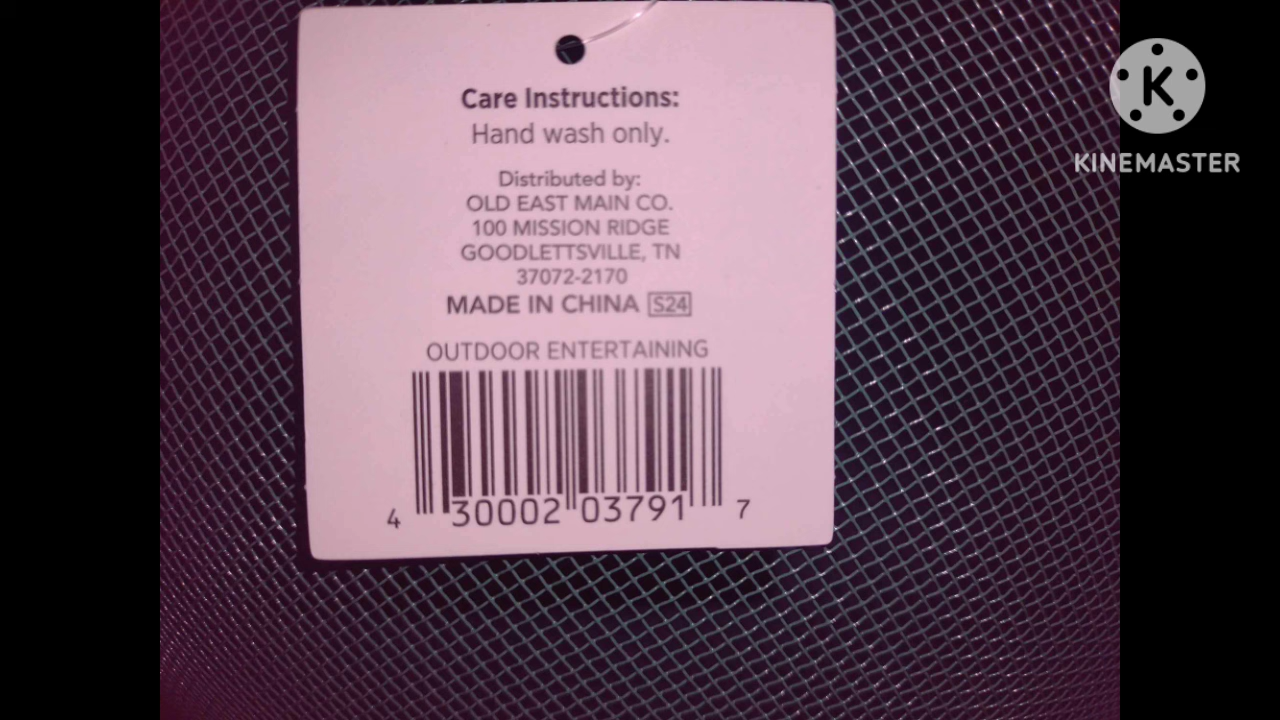 Care Instructions:
Hand wash only.
Distributed by:
OLD EAST MAIN CO.
100 MISSION RIDGE
GOODLETTSVILLE, TN
37072-2170
MADE IN CHINA S24
OUTDOOR ENTERTAINING
4 30002 03791 7
K
KINEMASTER